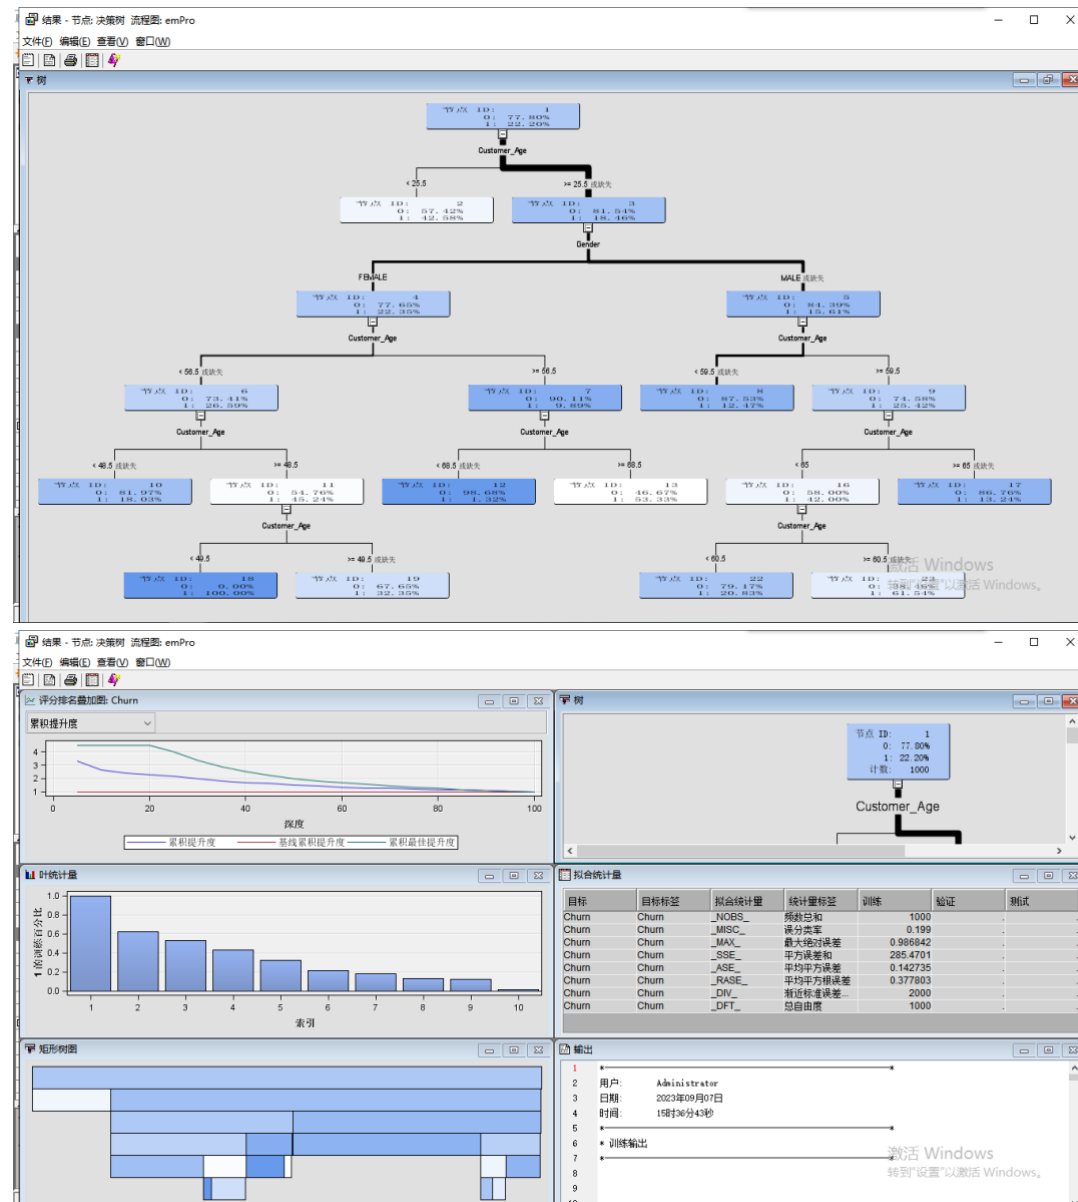 结果 - 节点: 决策树 流程图: emPro
文件(F) 编辑(E) 查看(V) 窗口(W)
树
节点 ID: 1
0: 77.80%
1: 22.20%
Customer_Age
< 25.5 >= 25.5 或缺失
节点 ID: 2 节点 ID: 3
0: 57.42% 0: 81.54%
1: 42.58% 1: 18.46%
Gender
FEMALE MALE 或缺失
节点 ID: 4 节点 ID: 5
0: 77.65% 0: 84.39%
1: 22.35% 1: 15.61%
Customer_Age Customer_Age
< 56.5 或缺失 >= 56.5 < 59.5 或缺失 >= 59.5
节点 ID: 6 节点 ID: 7 节点 ID: 8 节点 ID: 9
0: 73.41% 0: 90.11% 0: 87.53% 0: 74.58%
1: 26.59% 1: 9.89% 1: 12.47% 1: 25.42%
Customer_Age Customer_Age Customer_Age
< 48.5 或缺失 >= 48.5 < 68.5 或缺失 >= 68.5 < 65 >= 65 或缺失
节点 ID: 10 节点 ID: 11 节点 ID: 12 节点 ID: 13 节点 ID: 16 节点 ID: 17
0: 81.97% 0: 54.76% 0: 98.68% 0: 46.67% 0: 58.00% 0: 86.76%
1: 18.03% 1: 45.24% 1: 1.32% 1: 53.33% 1: 42.00% 1: 13.24%
Customer_Age Customer_Age
< 49.5 >= 49.5 或缺失 < 60.5 >= 60.5 或缺失
节点 ID: 18 节点 ID: 19 节点 ID: 22 节点 ID: 23
0: 0.00% 0: 67.65% 0: 79.17% 0: 38.46%
1: 100.00% 1: 32.35% 1: 20.83% 1: 61.54%
激活 Windows
转到"设置"以激活 Windows。
结果 - 节点: 决策树 流程图: emPro
文件(F) 编辑(E) 查看(V) 窗口(W)
评分排名叠加图: Churn
累积提升度
4
3
2
1
0 20 40 60 80 100
深度
累积提升度 基线累积提升度 累积最佳提升度
树
节点 ID: 1
0: 77.80%
1: 22.20%
计数: 1000
Customer_Age
叶统计量
1 的训练百分比
1.0
0.8
0.6
0.4
0.2
0.0
1 2 3 4 5 6 7 8 9 10
索引
拟合统计量
目标 目标标签 拟合统计量 统计量标签 训练 验证 测试
Churn Churn _NOBS_ 频数总和 1000 . .
Churn Churn _MISC_ 误分类率 0.199 . .
Churn Churn _MAX_ 最大绝对误差 0.986842 . .
Churn Churn _SSE_ 平方误差和 285.4701 . .
Churn Churn _ASE_ 平均平方误差 0.142735 . .
Churn Churn _RASE_ 平均平方根误差 0.377803 . .
Churn Churn _DIV_ 渐近标准误差... 2000 . .
Churn Churn _DFT_ 总自由度 1000 . .
矩形树图
输出
1 *------------------------------------------------------------*
2 用户: Administrator
3 日期: 2023年09月07日
4 时间: 15时36分43秒
5 *------------------------------------------------------------*
6 * 训练输出
7 *------------------------------------------------------------*
8
9
激活 Windows
转到"设置"以激活 Windows。